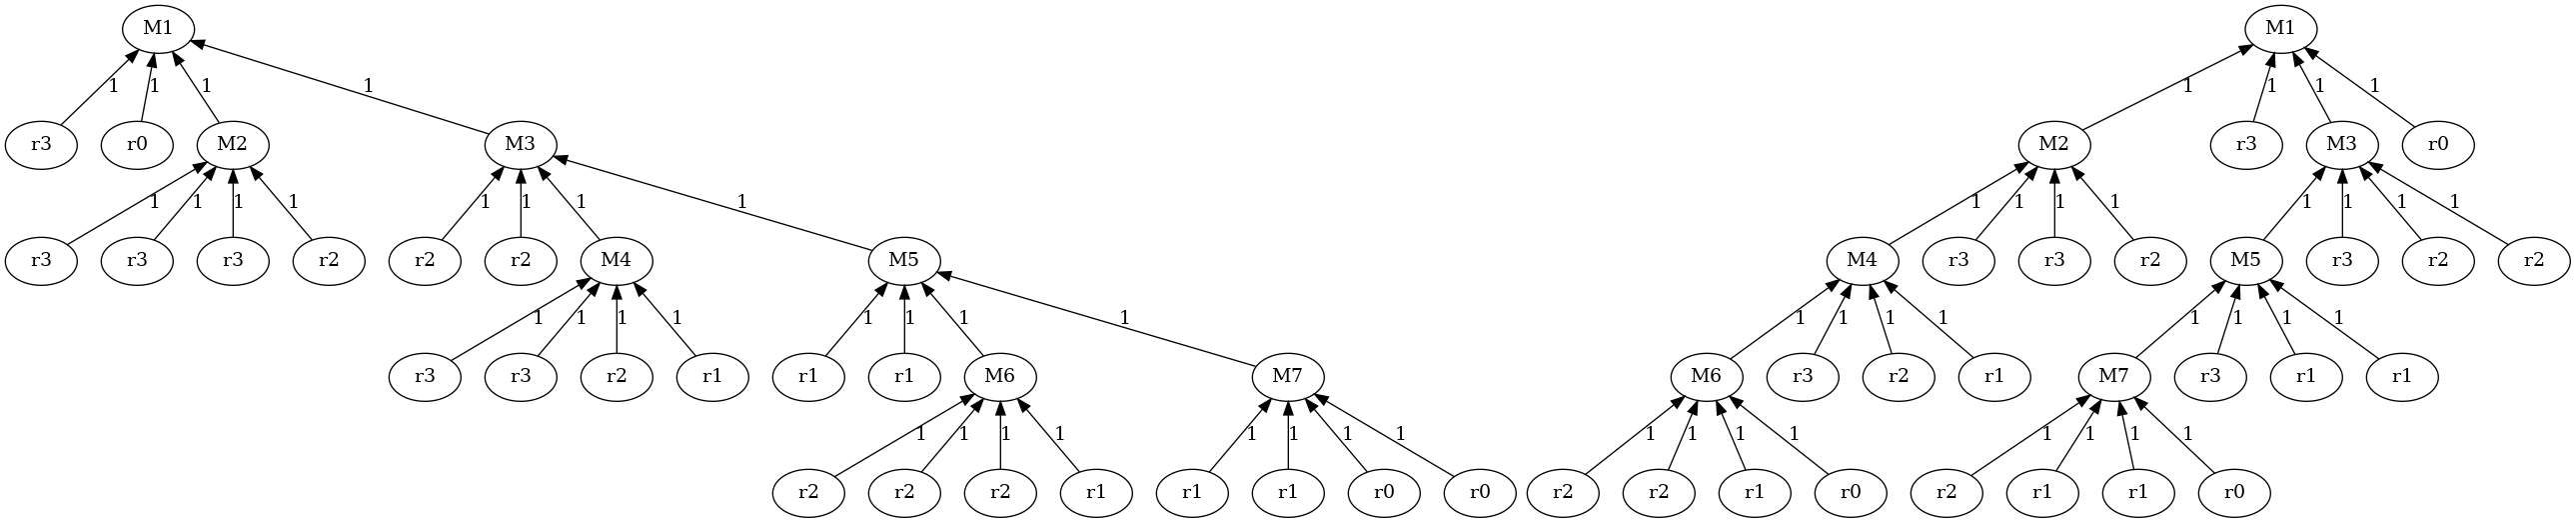 M1 M1
1 1 1 1 1 1 1 1
r3 r0 M2 M3 M2 r3 M3 r0
1 1 1 1 1 1 1 1 1 1 1 1 1 1 1 1
r3 r3 r3 r2 r2 r2 M4 M5 M4 r3 r3 r2 M5 r3 r2 r2
1 1 1 1 1 1 1 1 1 1 1 1 1 1 1 1
r3 r3 r2 r1 r1 r1 M6 M7 M6 r3 r2 r1 M7 r3 r1 r1
1 1 1 1 1 1 1 1 1 1 1 1 1 1 1 1
r2 r2 r2 r1 r1 r1 r0 r0 r2 r2 r1 r0 r2 r1 r1 r0